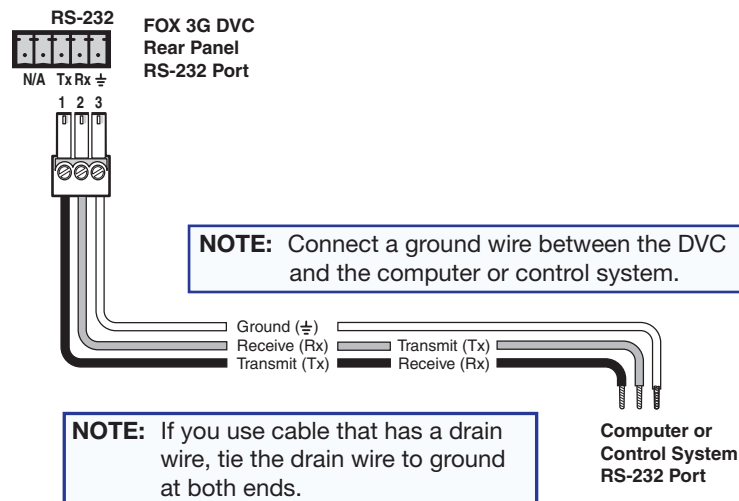 RS-232
FOX 3G DVC
Rear Panel
RS-232 Port
N/A Tx Rx ⏚
1 2 3
NOTE: Connect a ground wire between the DVC
and the computer or control system.
Ground (⏚)
Receive (Rx) Transmit (Tx)
Transmit (Tx) Receive (Rx)
NOTE: If you use cable that has a drain
wire, tie the drain wire to ground
at both ends.
Computer or
Control System
RS-232 Port